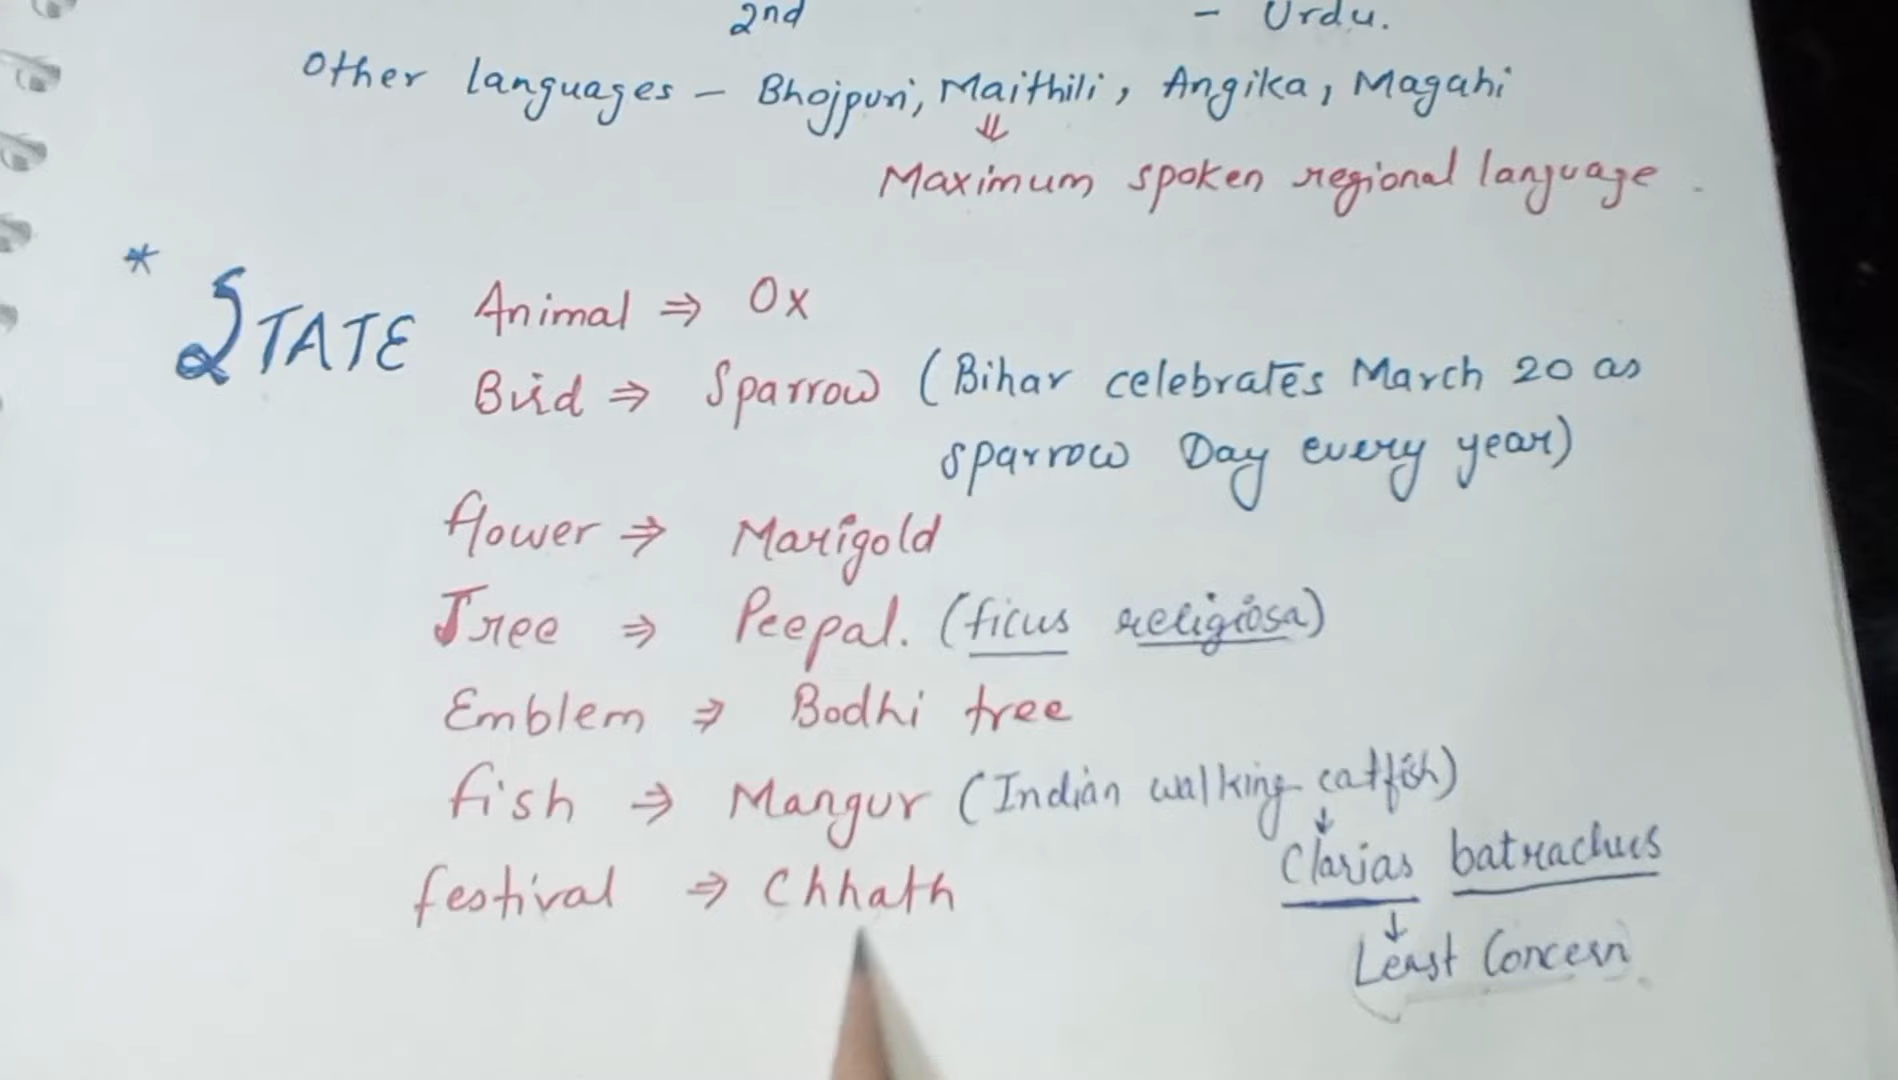 2nd - Urdu.
Other languages - Bhojpuri, Maithili, Angika, Magahi
⇓
Maximum spoken regional language.
* STATE Animal ⇒ Ox
Bird ⇒ Sparrow (Bihar celebrates March 20 as
sparrow Day every year)
flower ⇒ Marigold
Tree ⇒ Peepal. (ficus religiosa)
Emblem ⇒ Bodhi tree
fish ⇒ Mangur (Indian walking catfish)
↓
Clarias batrachus
festival ⇒ Chhath
↓
Least Concern